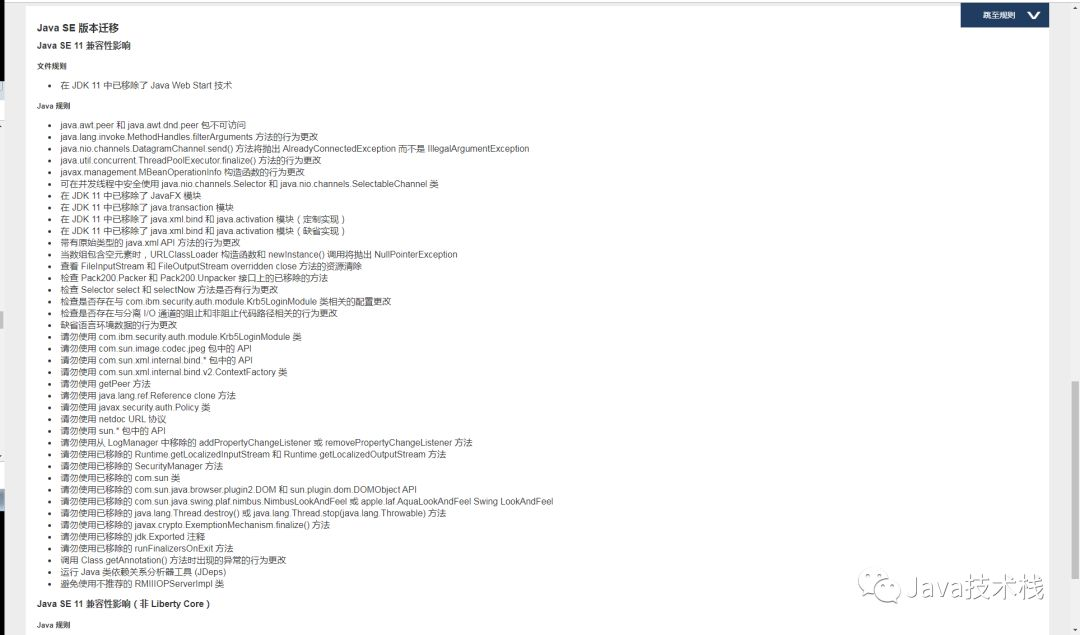 跳至规则
Java SE 版本迁移
Java SE 11 兼容性影响
文件规则
在 JDK 11 中已移除了 Java Web Start 技术
Java 规则
java.awt.peer 和 java.awt.dnd.peer 包不可访问
java.lang.invoke.MethodHandles.filterArguments 方法的行为更改
java.nio.channels.DatagramChannel.send() 方法将抛出 AlreadyConnectedException 而不是 IllegalArgumentException
java.util.concurrent.ThreadPoolExecutor.finalize() 方法的行为更改
javax.management.MBeanOperationInfo 构造函数的行为更改
可在并发线程中安全使用 java.nio.channels.Selector 和 java.nio.channels.SelectableChannel 类
在 JDK 11 中已移除了 JavaFX 模块
在 JDK 11 中已移除了 java.transaction 模块
在 JDK 11 中已移除了 java.xml.bind 和 java.activation 模块（定制实现）
在 JDK 11 中已移除了 java.xml.bind 和 java.activation 模块（缺省实现）
带有原始类型的 java.xml API 方法的行为更改
当数组包含空元素时，URLClassLoader 构造函数和 newInstance() 调用将抛出 NullPointerException
查看 FileInputStream 和 FileOutputStream overridden close 方法的资源清除
检查 Pack200.Packer 和 Pack200.Unpacker 接口上的已移除的方法
检查 Selector select 和 selectNow 方法是否有行为更改
检查是否存在与 com.ibm.security.auth.module.Krb5LoginModule 类相关的配置更改
检查是否存在与分离 I/O 通道的阻止和非阻止代码路径相关的行为更改
缺省语言环境数据的行为更改
请勿使用 com.ibm.security.auth.module.Krb5LoginModule 类
请勿使用 com.sun.image.codec.jpeg 包中的 API
请勿使用 com.sun.xml.internal.bind.* 包中的 API
请勿使用 com.sun.xml.internal.bind.v2.ContextFactory 类
请勿使用 getPeer 方法
请勿使用 java.lang.ref.Reference clone 方法
请勿使用 javax.security.auth.Policy 类
请勿使用 netdoc URL 协议
请勿使用 sun.* 包中的 API
请勿使用从 LogManager 中移除的 addPropertyChangeListener 或 removePropertyChangeListener 方法
请勿使用已移除的 Runtime.getLocalizedInputStream 和 Runtime.getLocalizedOutputStream 方法
请勿使用已移除的 SecurityManager 方法
请勿使用已移除的 com.sun 类
请勿使用已移除的 com.sun.java.browser.plugin2.DOM 和 sun.plugin.dom.DOMObject API
请勿使用已移除的 com.sun.java.swing.plaf.nimbus.NimbusLookAndFeel 或 apple.laf.AquaLookAndFeel Swing LookAndFeel
请勿使用已移除的 java.lang.Thread.destroy() 或 java.lang.Thread.stop(java.lang.Throwable) 方法
请勿使用已移除的 javax.crypto.ExemptionMechanism.finalize() 方法
请勿使用已移除的 jdk.Exported 注释
请勿使用已移除的 runFinalizersOnExit 方法
调用 Class.getAnnotation() 方法时出现的异常的行为更改
运行 Java 类依赖关系分析器工具 (JDeps)
避免使用不推荐的 RMIIIOPServerImpl 类
Java SE 11 兼容性影响（非 Liberty Core）
Java 规则
Java技术栈